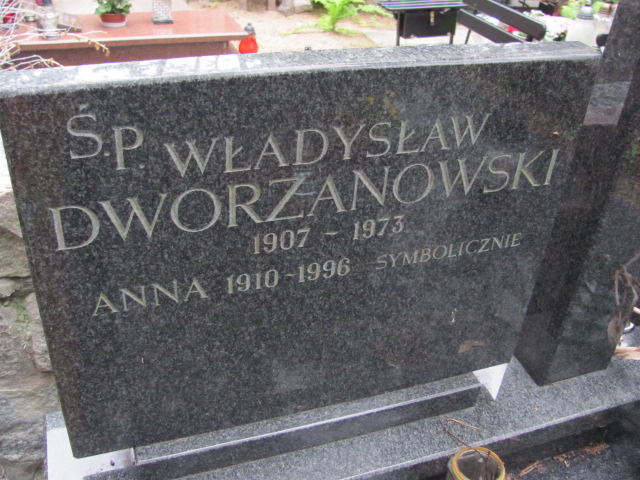 Ś.P. WŁADYSŁAW
DWORZANOWSKI
1907 ~ 1973
ANNA 1910-1996 SYMBOLICZNIE